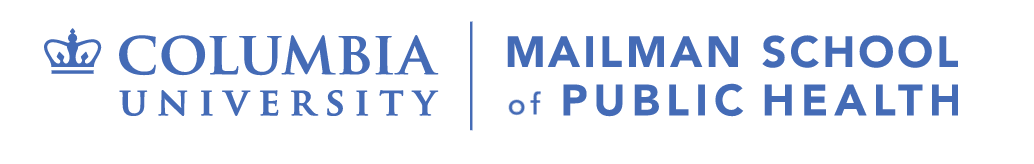 COLUMBIA
UNIVERSITY
MAILMAN SCHOOL
of PUBLIC HEALTH